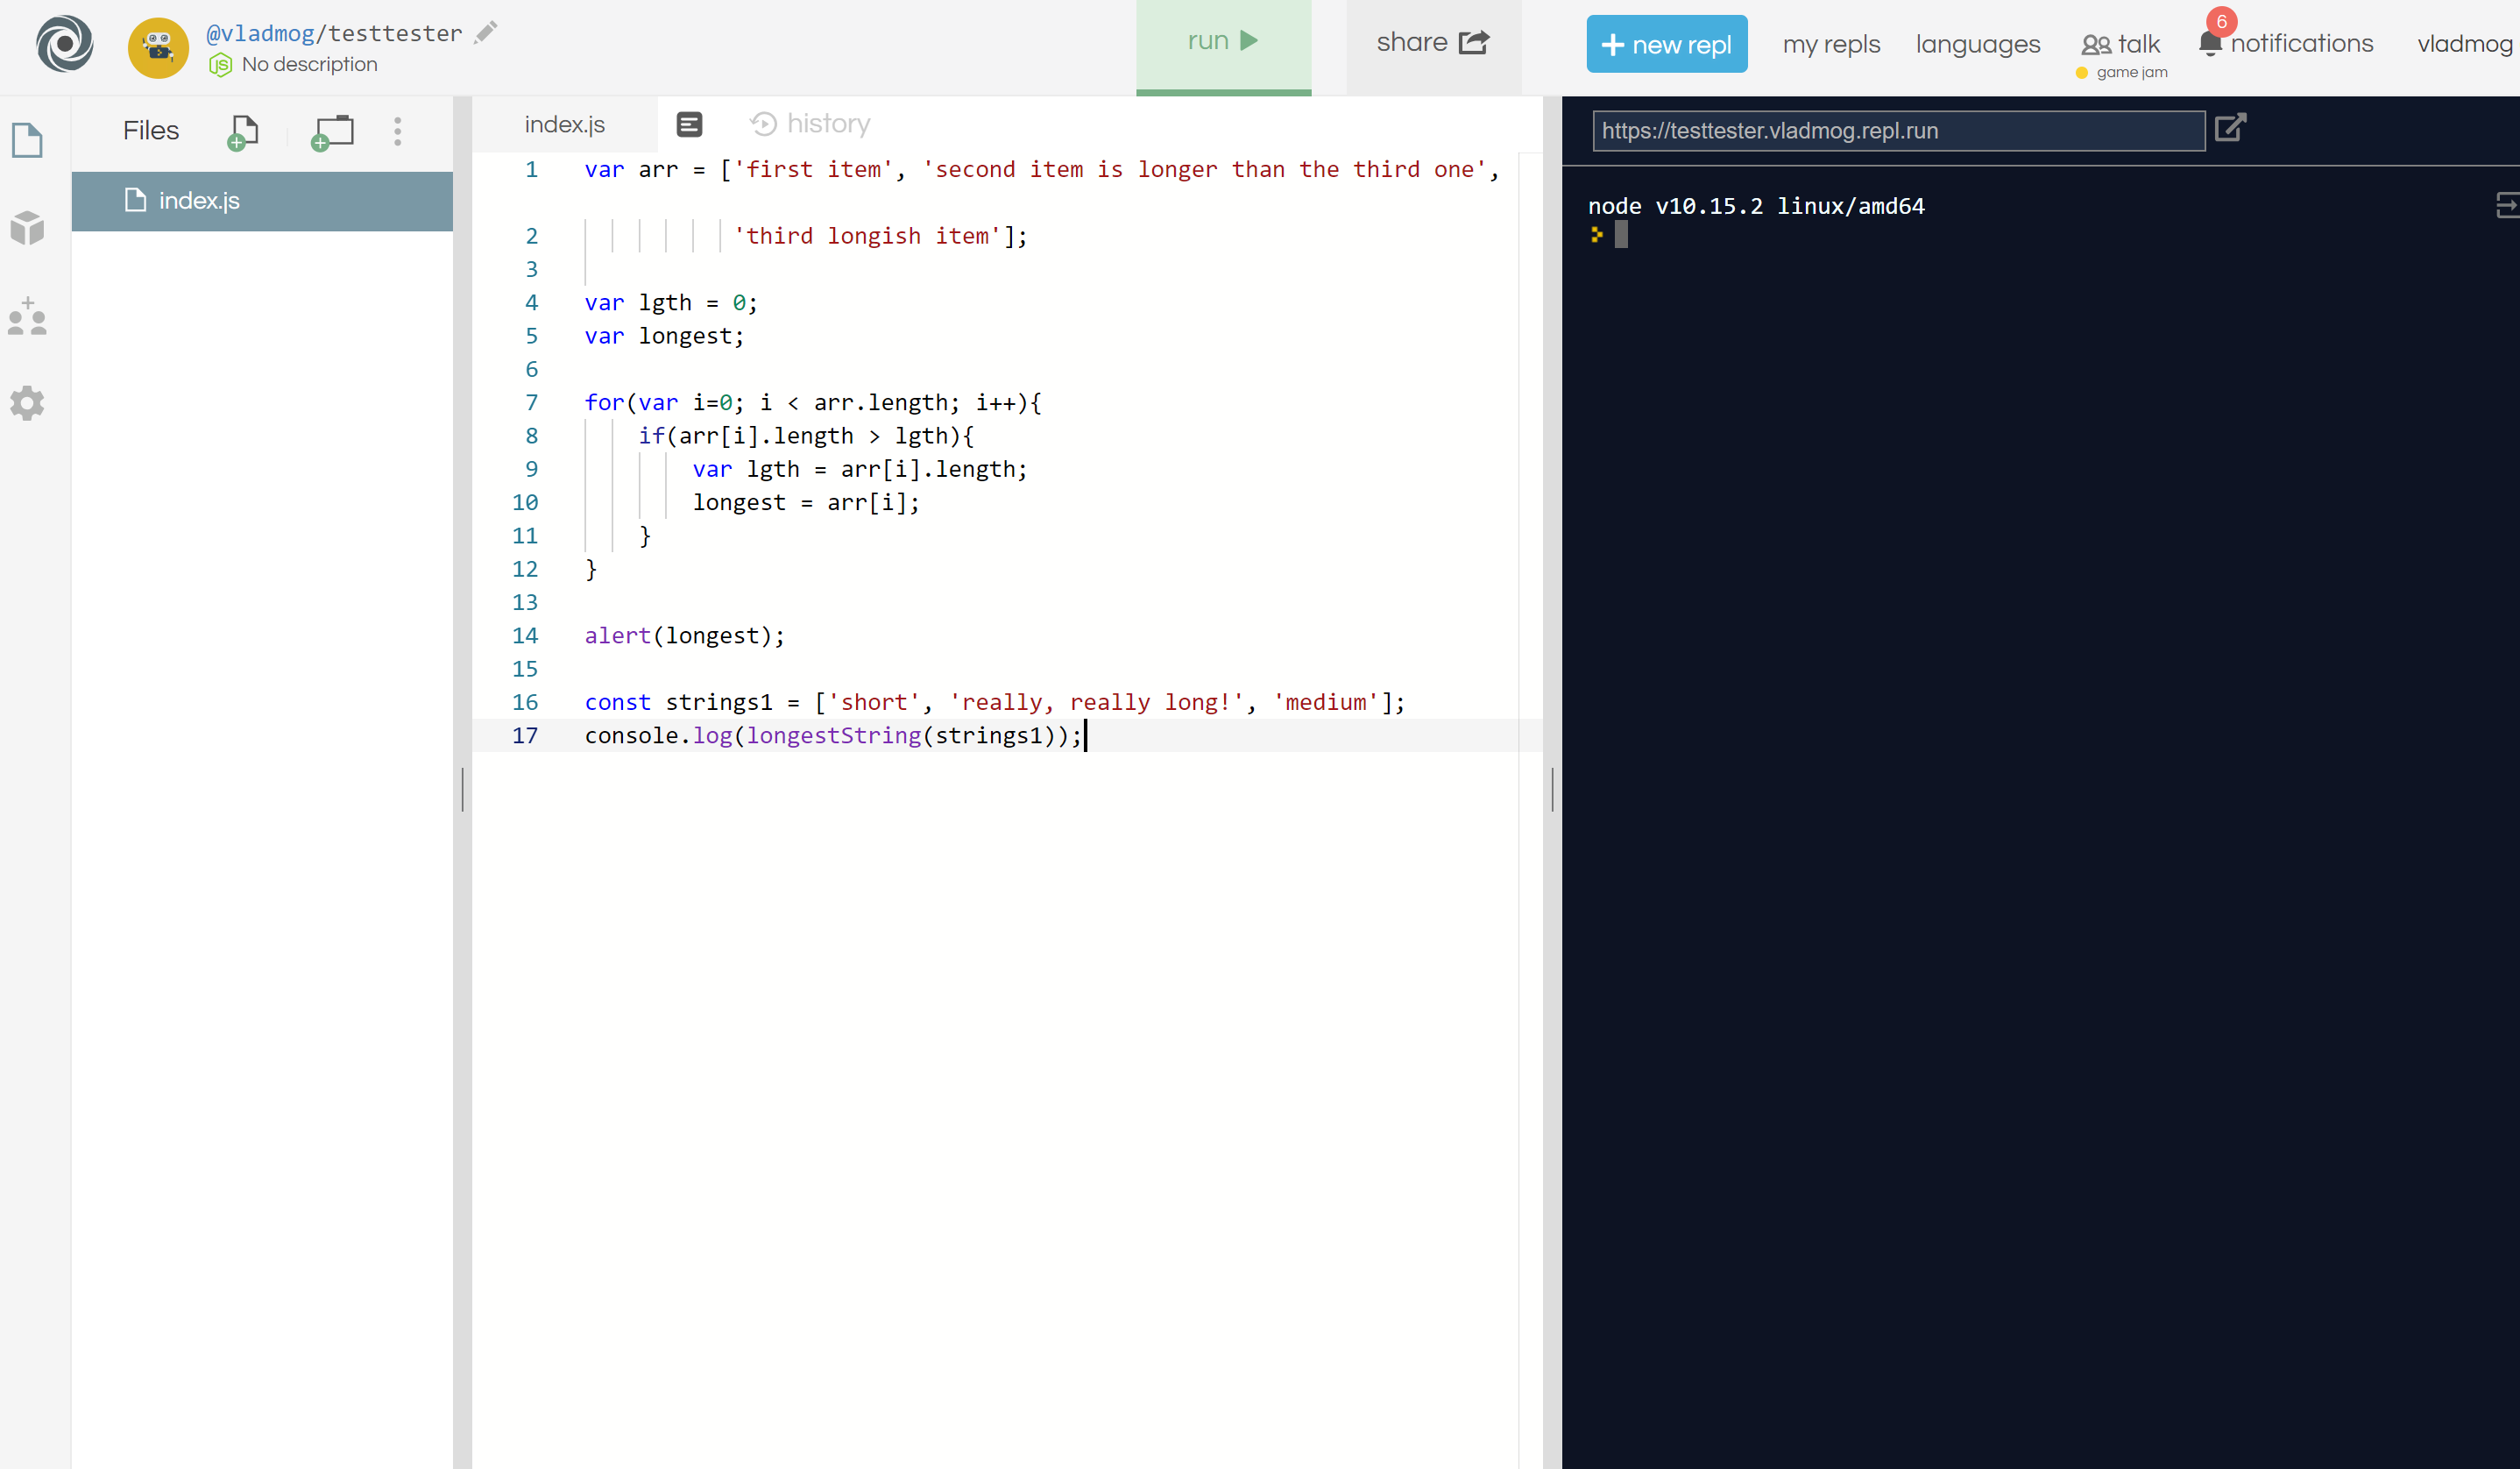 @vladmog/testtester
No description
run
share
+ new repl
my repls
languages
talk
game jam
6
notifications
vladmog
Files
index.js
index.js
history
1 var arr = ['first item', 'second item is longer than the third one',
2 'third longish item'];
3
4 var lgth = 0;
5 var longest;
6
7 for(var i=0; i < arr.length; i++){
8 if(arr[i].length > lgth){
9 var lgth = arr[i].length;
10 longest = arr[i];
11 }
12 }
13
14 alert(longest);
15
16 const strings1 = ['short', 'really, really long!', 'medium'];
17 console.log(longestString(strings1));
https://testtester.vladmog.repl.run
node v10.15.2 linux/amd64